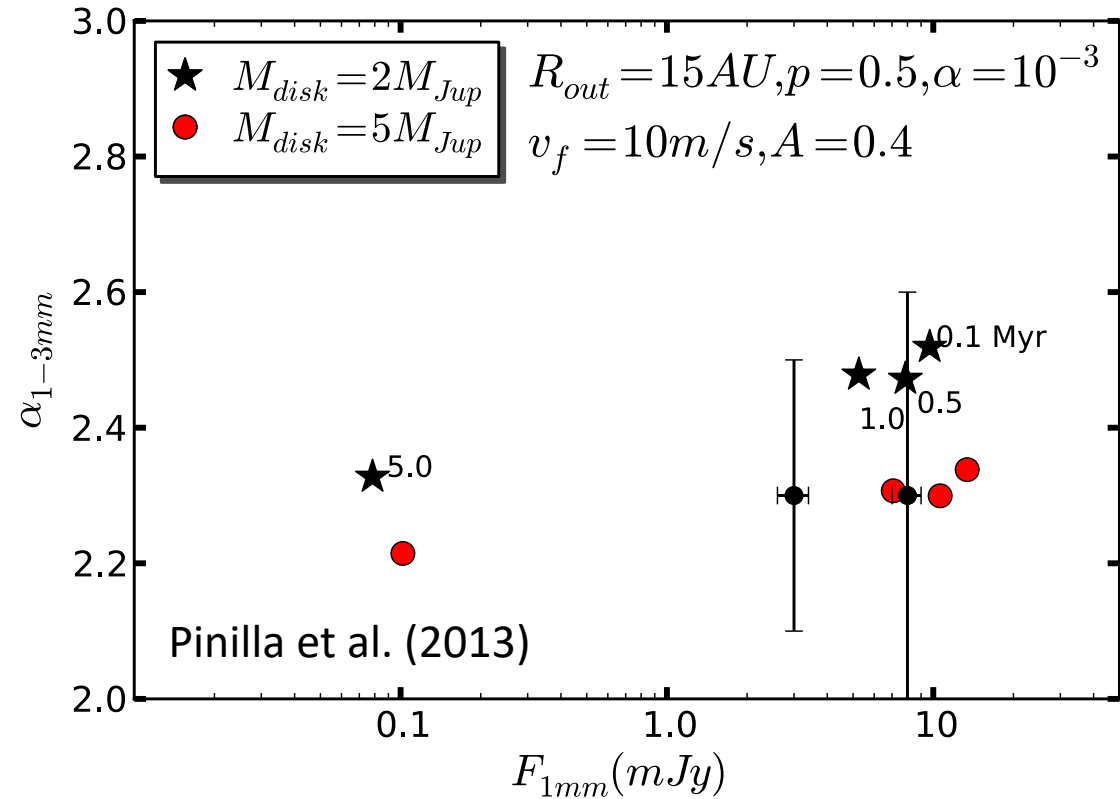 3.0
2.8
2.6
2.4
2.2
2.0
α₁₋₃ₘₘ
M_disk = 2M_Jup
M_disk = 5M_Jup
R_out = 15AU, p = 0.5, α = 10⁻³
v_f = 10m/s, A = 0.4
0.1 Myr
0.5
1.0
5.0
Pinilla et al. (2013)
0.1 1.0 10
F_1mm(mJy)